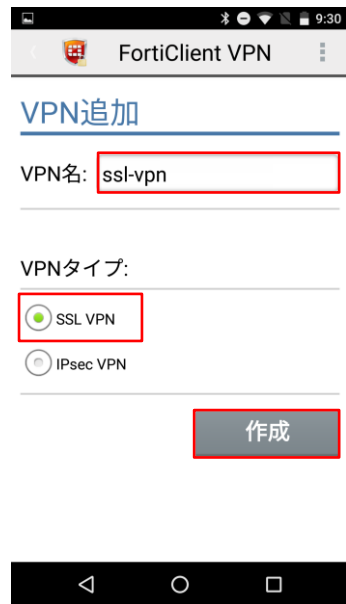 9:30
FortiClient VPN
VPN追加
VPN名: ssl-vpn
VPNタイプ:
SSL VPN
IPsec VPN
作成